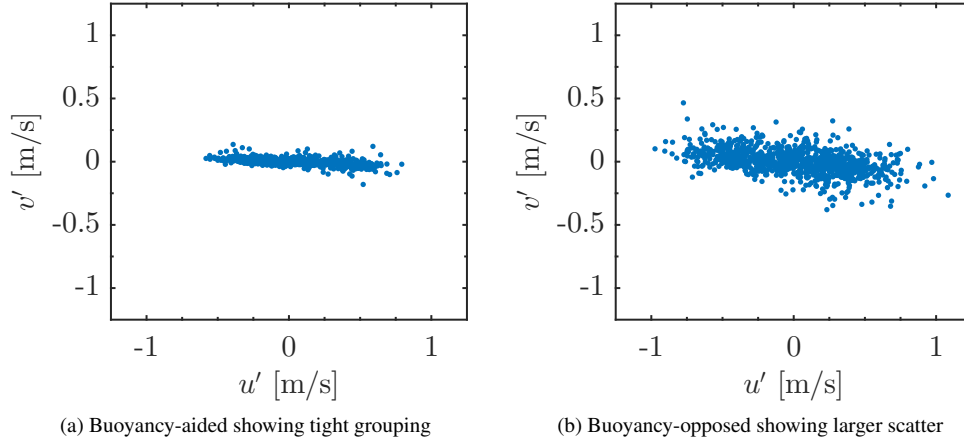 1
0.5
0
-0.5
-1
v′ [m/s]
-1 0 1
u′ [m/s]
(a) Buoyancy-aided showing tight grouping
1
0.5
0
-0.5
-1
v′ [m/s]
-1 0 1
u′ [m/s]
(b) Buoyancy-opposed showing larger scatter